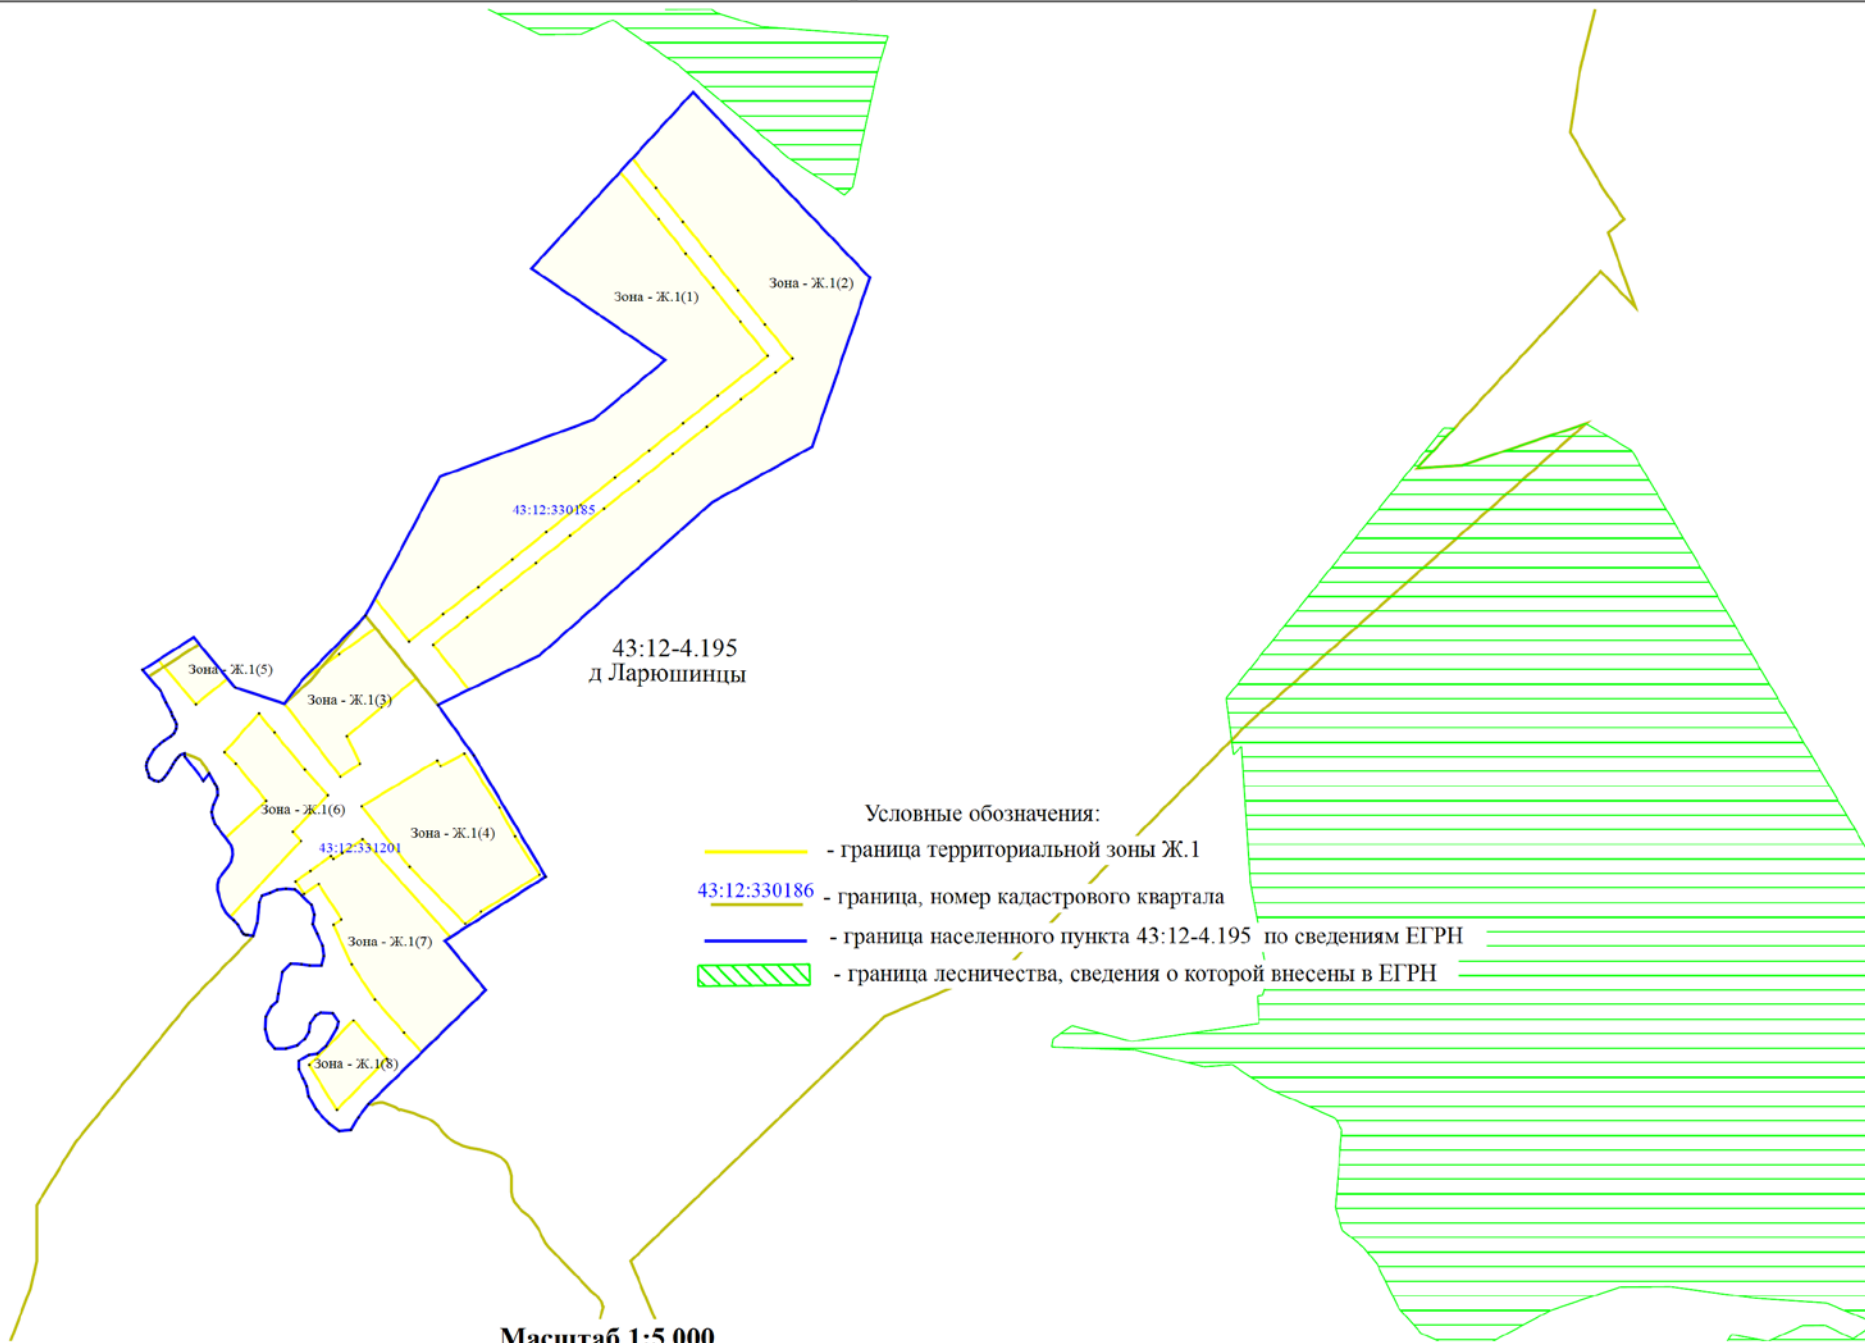 Зона - Ж.1(2)
Зона - Ж.1(1)
43:12:330185
43:12-4.195
д Ларюшинцы
Зона - Ж.1(5)
Зона - Ж.1(3)
Зона - Ж.1(6)
Зона - Ж.1(4)
43:12:331201
Зона - Ж.1(7)
Зона - Ж.1(8)
Условные обозначения:
- граница территориальной зоны Ж.1
43:12:330186 - граница, номер кадастрового квартала
- граница населенного пункта 43:12-4.195 по сведениям ЕГРН
- граница лесничества, сведения о которой внесены в ЕГРН
Масштаб 1:5 000